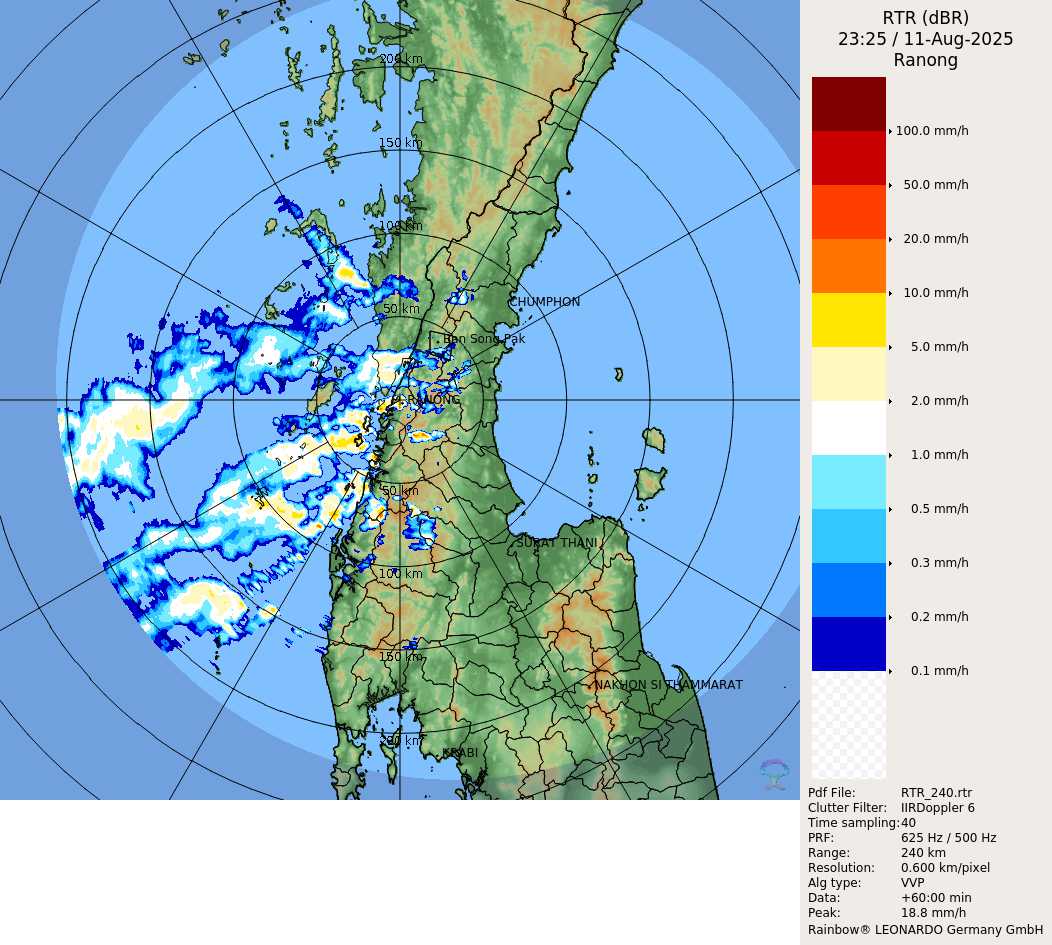 RTR (dBR)
23:25 / 11-Aug-2025
Ranong
200 km
150 km
100 km
50 km
CHUMPHON
Ban Song Pak
M.RANONG
50 km
SURAT THANI
100 km
150 km
NAKHON SI THAMMARAT
200 km
KRABI
100.0 mm/h
50.0 mm/h
20.0 mm/h
10.0 mm/h
5.0 mm/h
2.0 mm/h
1.0 mm/h
0.5 mm/h
0.3 mm/h
0.2 mm/h
0.1 mm/h
Pdf File: RTR_240.rtr
Clutter Filter: IIRDoppler 6
Time sampling:40
PRF: 625 Hz / 500 Hz
Range: 240 km
Resolution: 0.600 km/pixel
Alg type: VVP
Data: +60:00 min
Peak: 18.8 mm/h
Rainbow® LEONARDO Germany GmbH